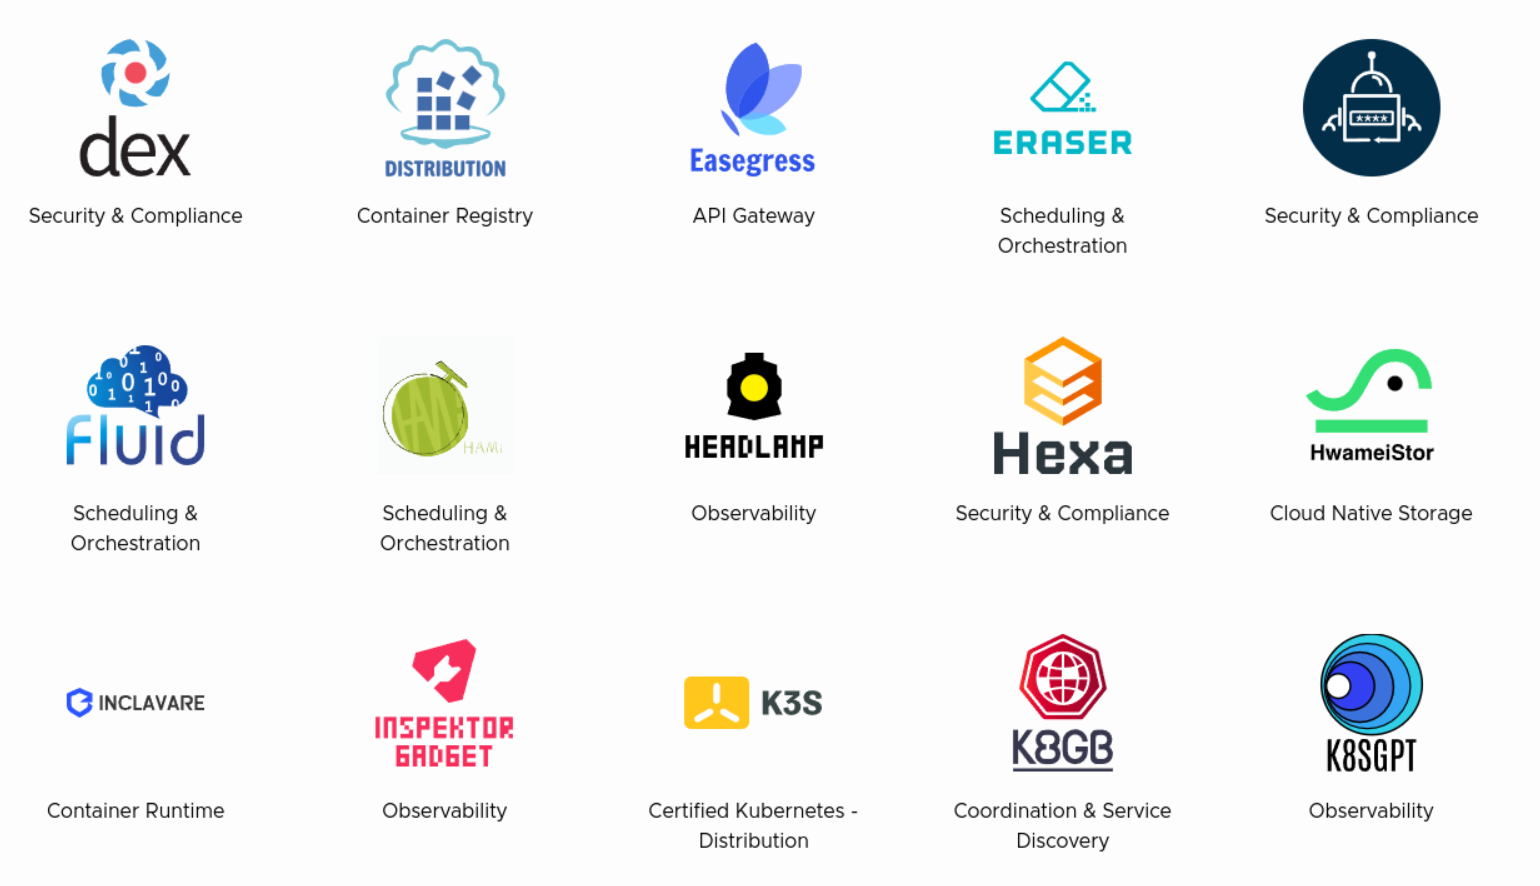 dex
DISTRIBUTION
Easegress
ERASER
****
Security & Compliance
Container Registry
API Gateway
Scheduling &
Orchestration
Security & Compliance
Fluid
HAMi
HEADLAMP
Hexa
HwameiStor
Scheduling &
Orchestration
Scheduling &
Orchestration
Observability
Security & Compliance
Cloud Native Storage
INCLAVARE
INSPEKTOR
GADGET
K3S
K8GB
K8SGPT
Container Runtime
Observability
Certified Kubernetes -
Distribution
Coordination & Service
Discovery
Observability